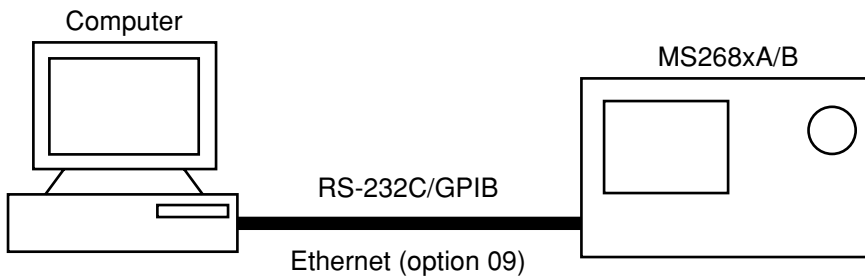 Computer
MS268xA/B
RS-232C/GPIB
Ethernet (option 09)